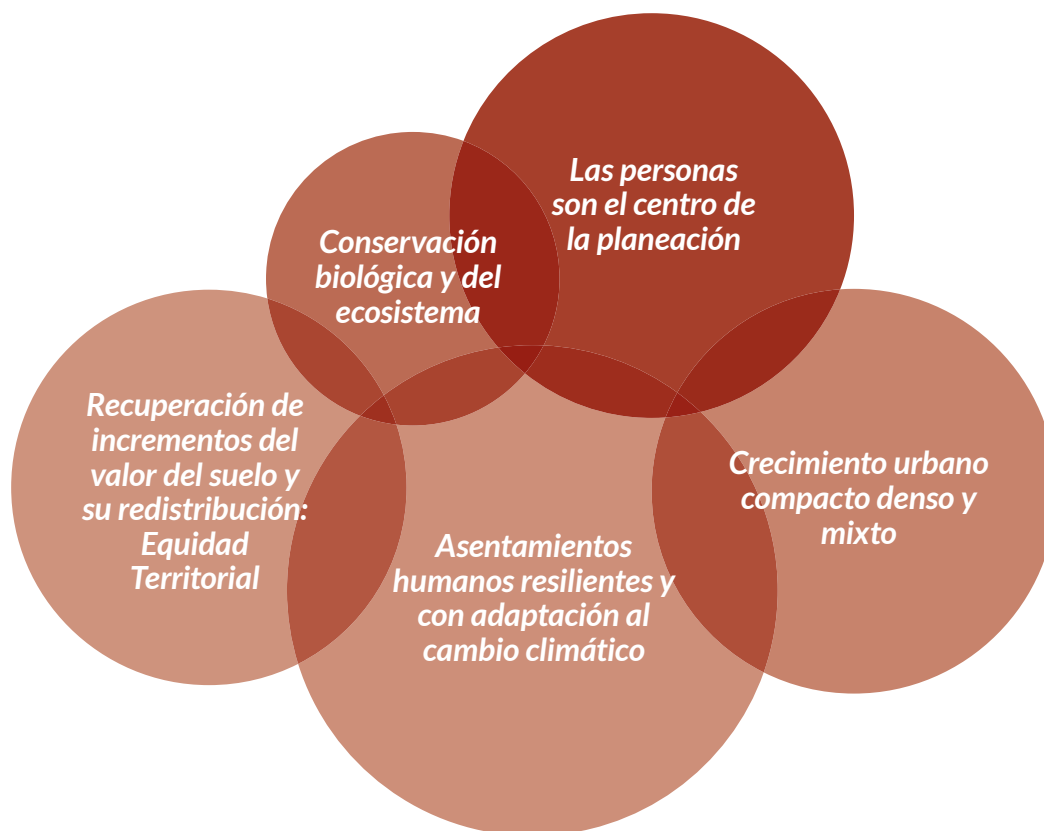 Las personas
son el centro de
la planeación
Conservación
biológica y del
ecosistema
Recuperación de
incrementos del
valor del suelo y
su redistribución:
Equidad
Territorial
Asentamientos
humanos resilientes y
con adaptación al
cambio climático
Crecimiento urbano
compacto denso y
mixto